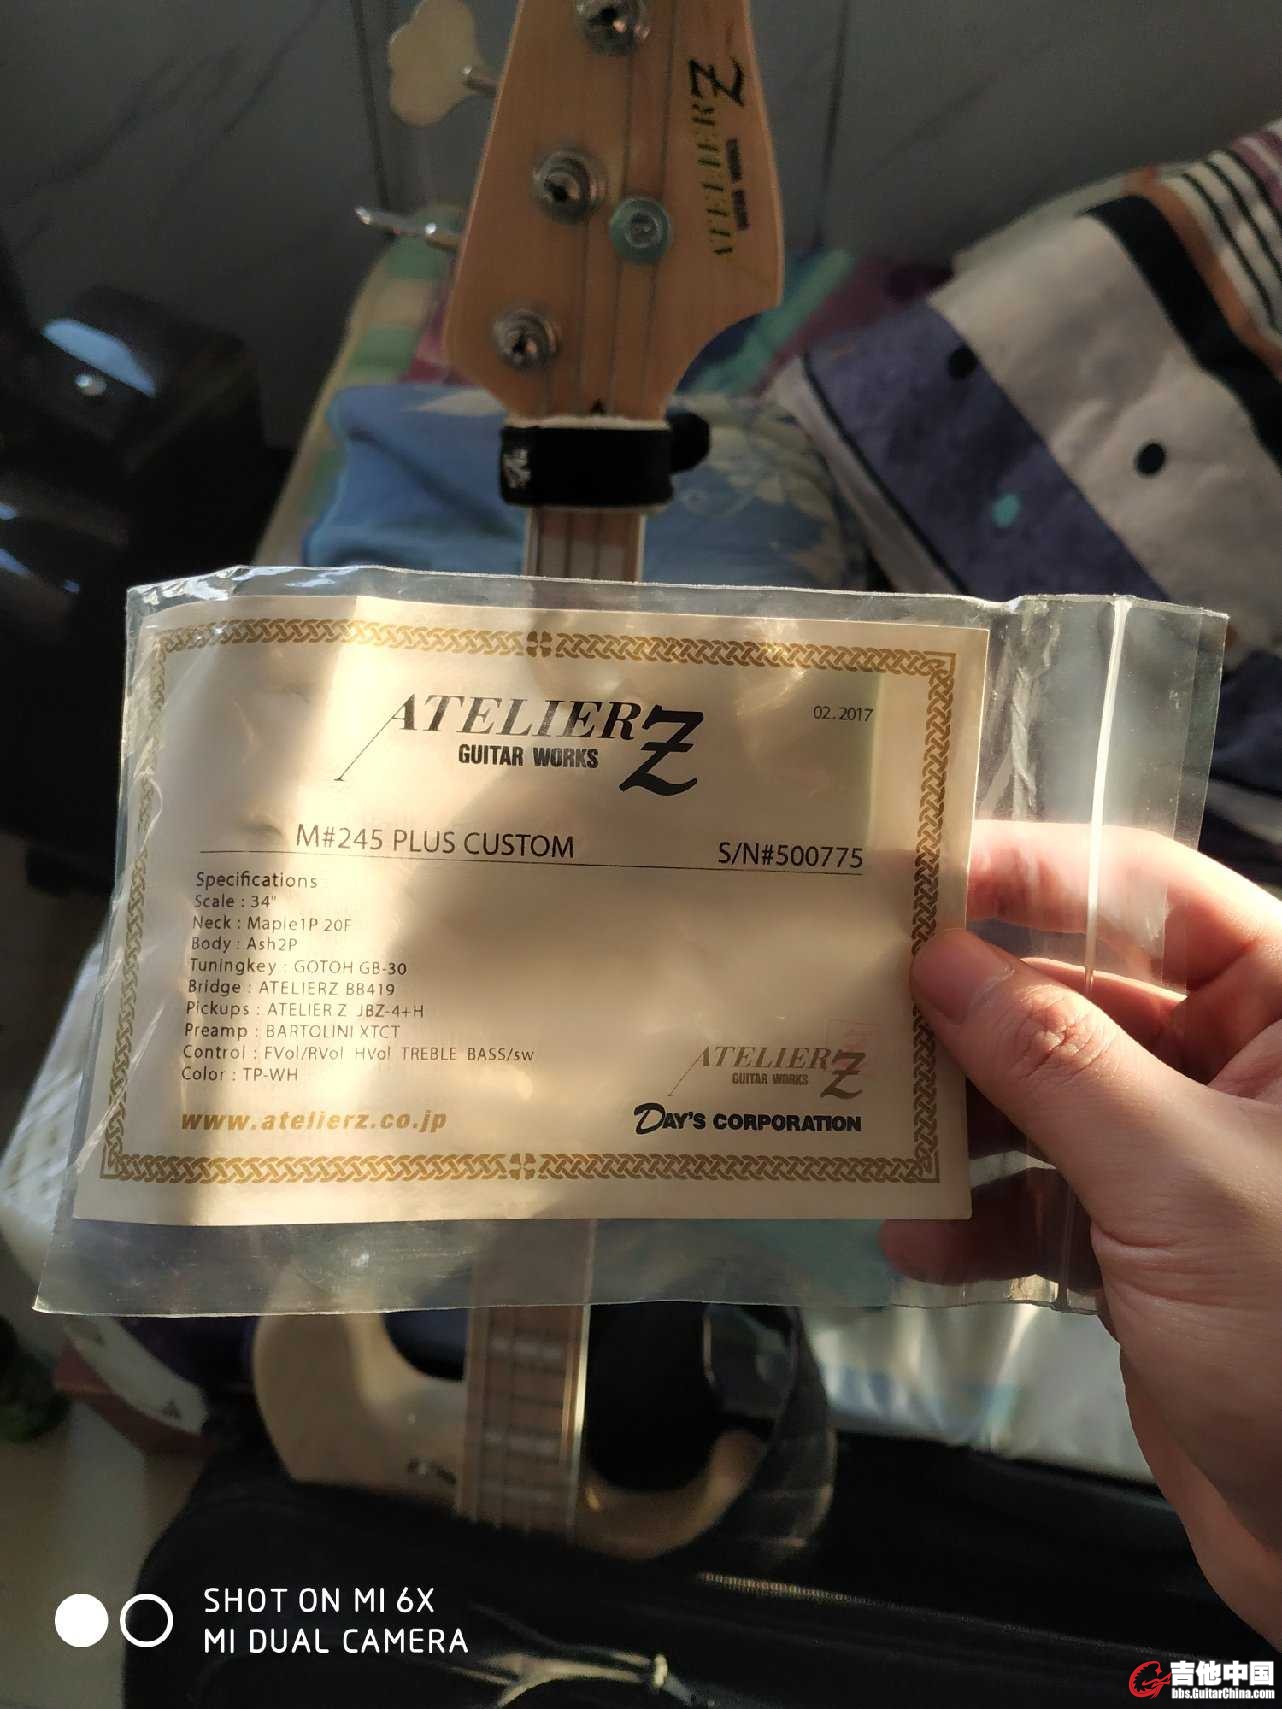 ATELIER Z
GUITAR WORKS
ATELIER Z
GUITAR WORKS
02.2017
M#245 PLUS CUSTOM
S/N#500775
Specifications
Scale : 34"
Neck : Maple1P 20F
Body : Ash2P
Tuningkey : GOTOH GB-30
Bridge : ATELIERZ BB419
Pickups : ATELIER Z JBZ-4+H
Preamp : BARTOLINI XTCT
Control : FVol/RVol HVol TREBLE BASS/sw
Color : TP-WH
www.atelierz.co.jp
ATELIER Z
GUITAR WORKS
DAY'S CORPORATION
SHOT ON MI 6X
MI DUAL CAMERA
吉他中国
bbs.GuitarChina.com